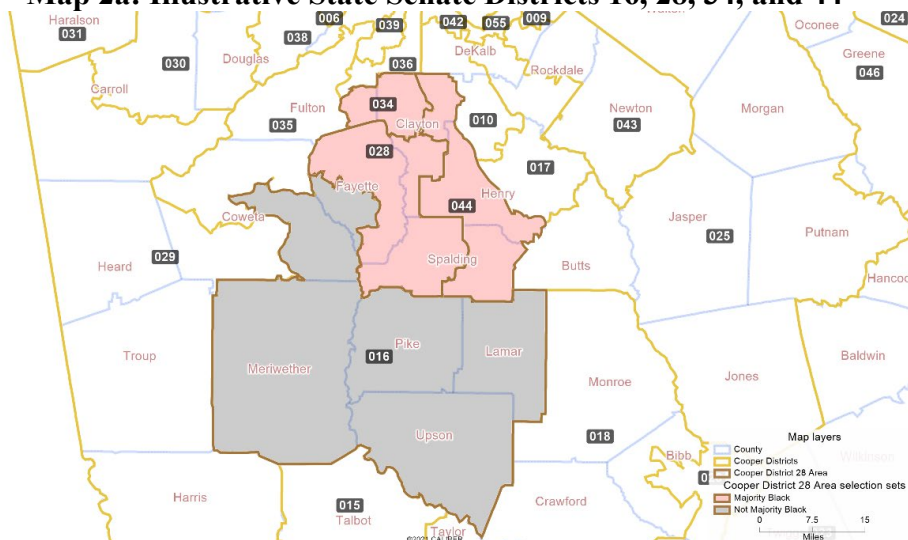 Map 2a: Illustrative State Senate Districts 16, 28, 34, and 44
Haralson
031
006
038
039
042
055
009
Oconee
024
DeKalb
Greene
046
030
Douglas
036
Rockdale
Carroll
Fulton
034
Clayton
010
Newton
043
Morgan
035
028
017
Fayette
Henry
044
Coweta
Jasper
025
Putnam
029
Heard
Spalding
Butts
Hancoc
Troup
Meriwether
016
Pike
Lamar
Monroe
Jones
Baldwin
Upson
018
Bibb
Wilkinson
Harris
015
Talbot
Taylor
Crawford
Map layers
County
Cooper Districts
Cooper District 28 Area
Cooper District 28 Area selection sets
Majority Black
Not Majority Black
0 7.5 15
Miles
©2021 CALIPER